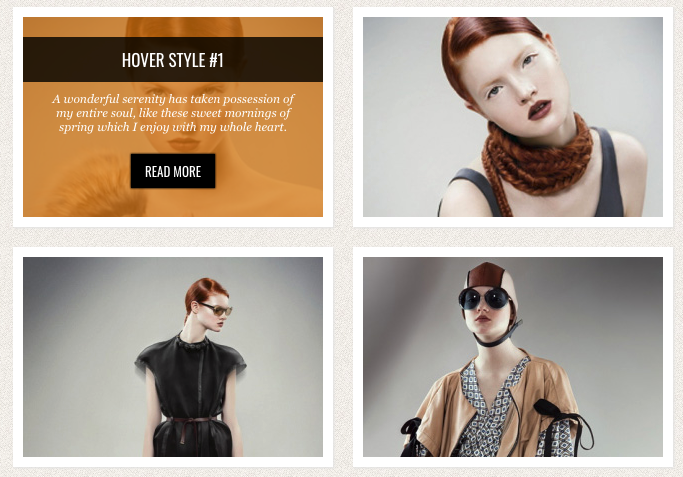 HOVER STYLE #1
A wonderful serenity has taken possession of
my entire soul, like these sweet mornings of
spring which I enjoy with my whole heart.
READ MORE